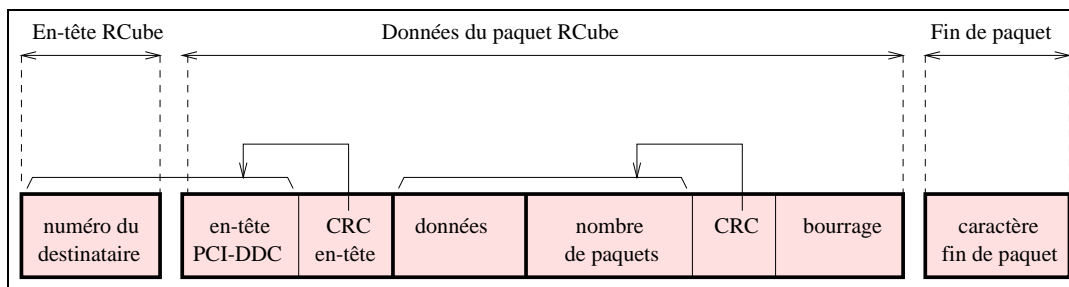 En-tête RCube
Données du paquet RCube
Fin de paquet
numéro du
destinataire
en-tête
PCI-DDC
CRC
en-tête
données
nombre
de paquets
CRC
bourrage
caractère
fin de paquet